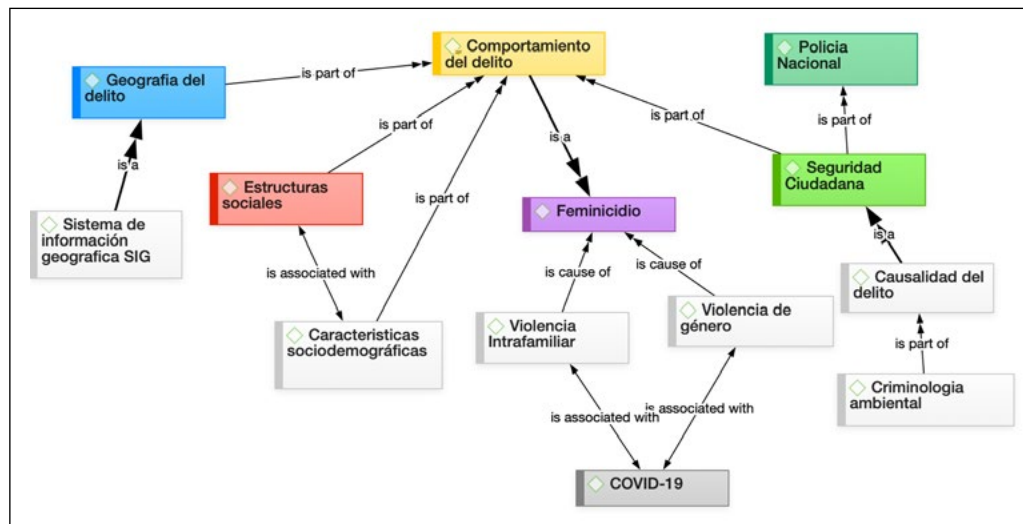 Comportamiento
del delito
Policia
Nacional
Geografia del
delito
is part of
is part of
is part of
is part of
is a
is a
Seguridad
Ciudadana
Estructuras
sociales
is part of
Feminicidio
Sistema de
información
geografica SIG
is a
is associated with
is cause of
is cause of
Causalidad del
delito
Caracteristicas
sociodemográficas
Violencia
Intrafamiliar
Violencia de
género
is part of
Criminologia
ambiental
is associated with
is associated with
COVID-19